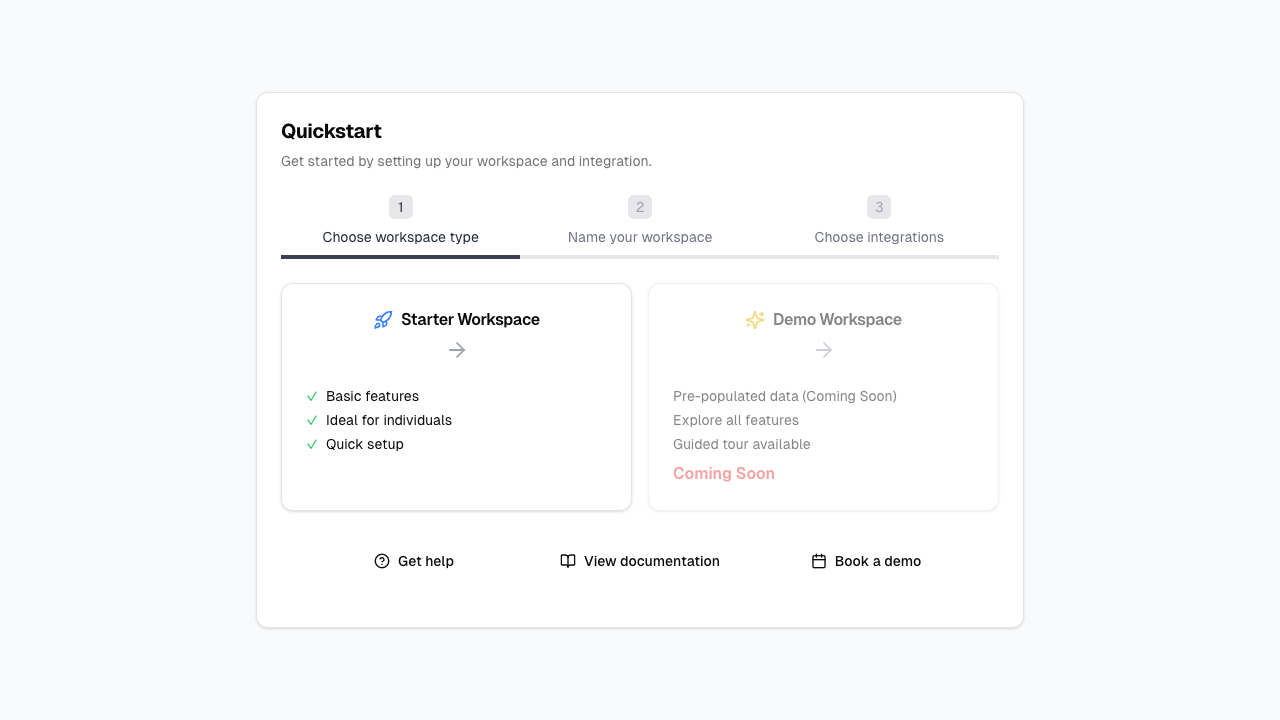 Quickstart
Get started by setting up your workspace and integration.
1
2
3
Choose workspace type
Name your workspace
Choose integrations
Starter Workspace
Basic features
Ideal for individuals
Quick setup
Demo Workspace
Pre-populated data (Coming Soon)
Explore all features
Guided tour available
Coming Soon
Get help
View documentation
Book a demo